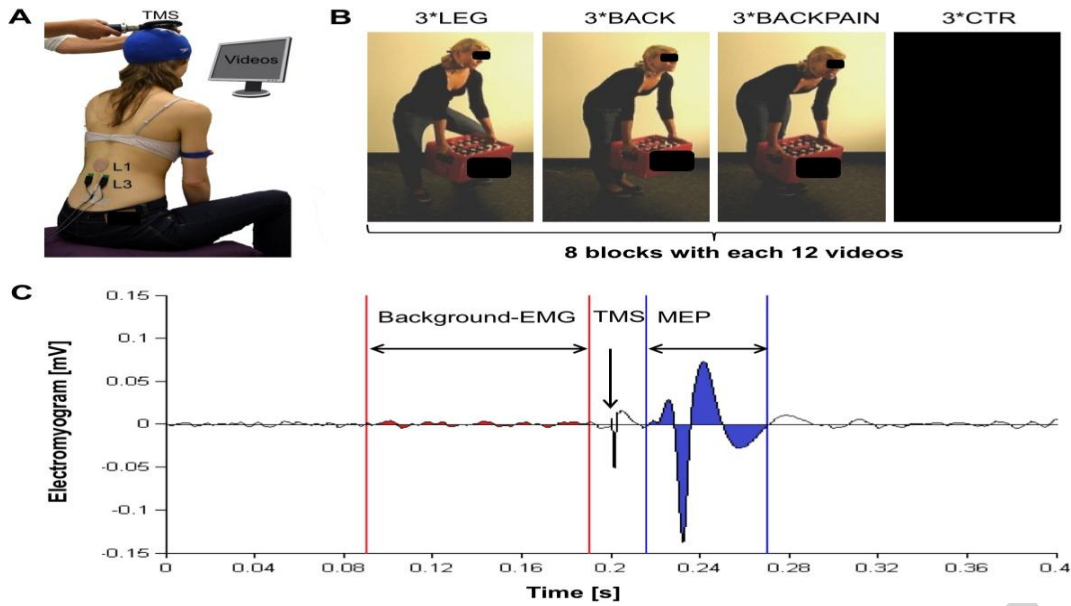 A
TMS
Videos
L1
L3
B
3*LEG 3*BACK 3*BACKPAIN 3*CTR
8 blocks with each 12 videos
C
Electromyogram [mV]
0.15
0.1
0.05
0
-0.05
-0.1
-0.15
Background-EMG TMS MEP
0 0.04 0.08 0.12 0.16 0.2 0.24 0.28 0.32 0.36 0.4
Time [s]